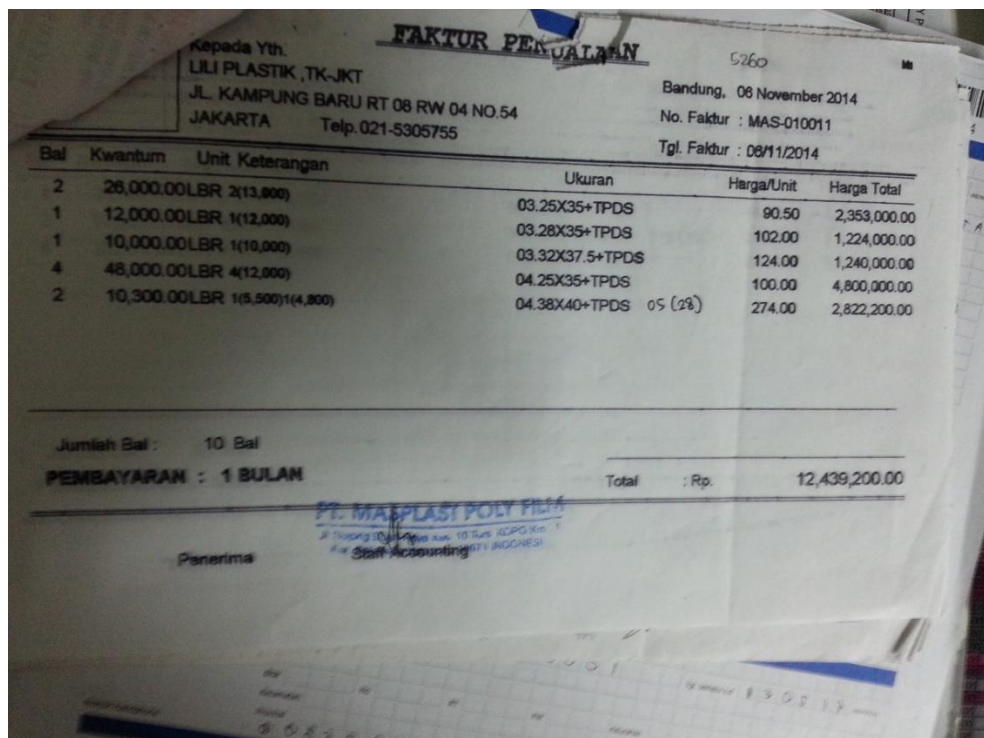 FAKTUR PENJUALAAN
5260
Kepada Yth.
LILI PLASTIK ,TK-JKT
JL. KAMPUNG BARU RT 08 RW 04 NO.54
JAKARTA Telp.021-5305755
Bandung, 06 November 2014
No. Faktur : MAS-010011
Tgl. Faktur : 06/11/2014
Bal Kwantum Unit Keterangan Ukuran Harga/Unit Harga Total
2 26,000.00LBR 2(13,000) 03.25X35+TPDS 90.50 2,353,000.00
1 12,000.00LBR 1(12,000) 03.28X35+TPDS 102.00 1,224,000.00
1 10,000.00LBR 1(10,000) 03.32X37.5+TPDS 124.00 1,240,000.00
4 48,000.00LBR 4(12,000) 04.25X35+TPDS 100.00 4,800,000.00
2 10,300.00LBR 1(5,500)1(4,800) 04.38X40+TPDS 05 (28) 274.00 2,822,200.00
Jumlah Bal : 10 Bal
PEMBAYARAN : 1 BULAN
Total : Rp. 12,439,200.00
PT. MASPLAST POLY FILM
Penerima Staff Accounting